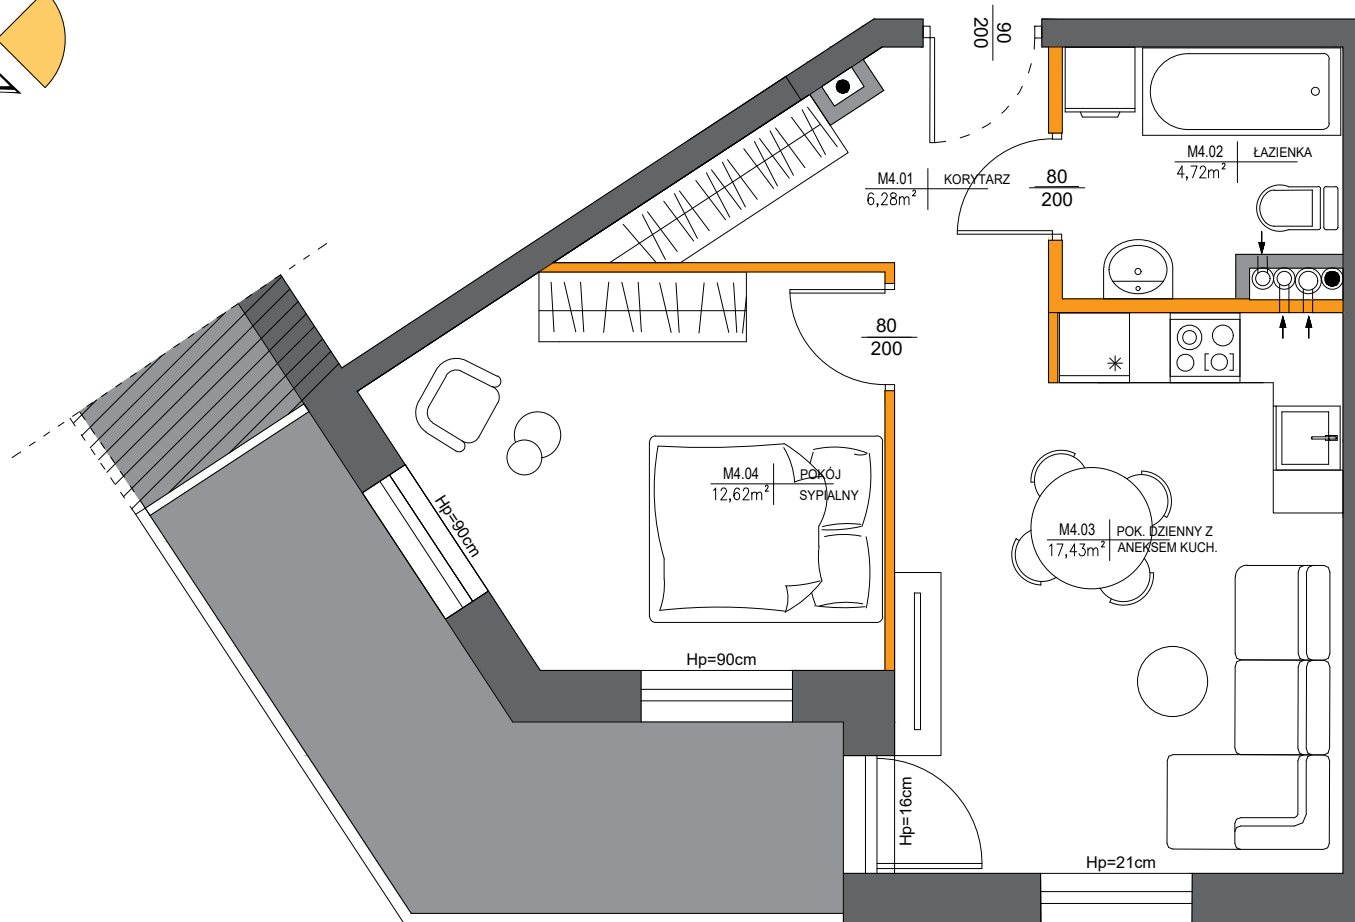 90
200
M4.02 ŁAZIENKA
4,72m²
M4.01 KORYTARZ
6,28m²
80
200
80
200
M4.04 POKÓJ
12,62m² SYPIALNY
Hp=90cm
M4.03 POK. DZIENNY Z
17,43m² ANEKSEM KUCH.
Hp=90cm
Hp=16cm
Hp=21cm